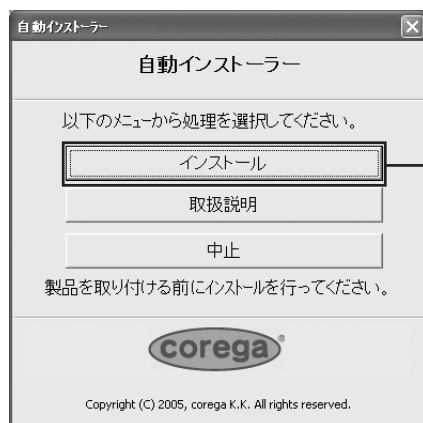 自動インストーラー
自動インストーラー
以下のメニューから処理を選択してください。
インストール
取扱説明
中止
製品を取り付ける前にインストールを行ってください。
corega®
Copyright (C) 2005, corega K.K. All rights reserved.